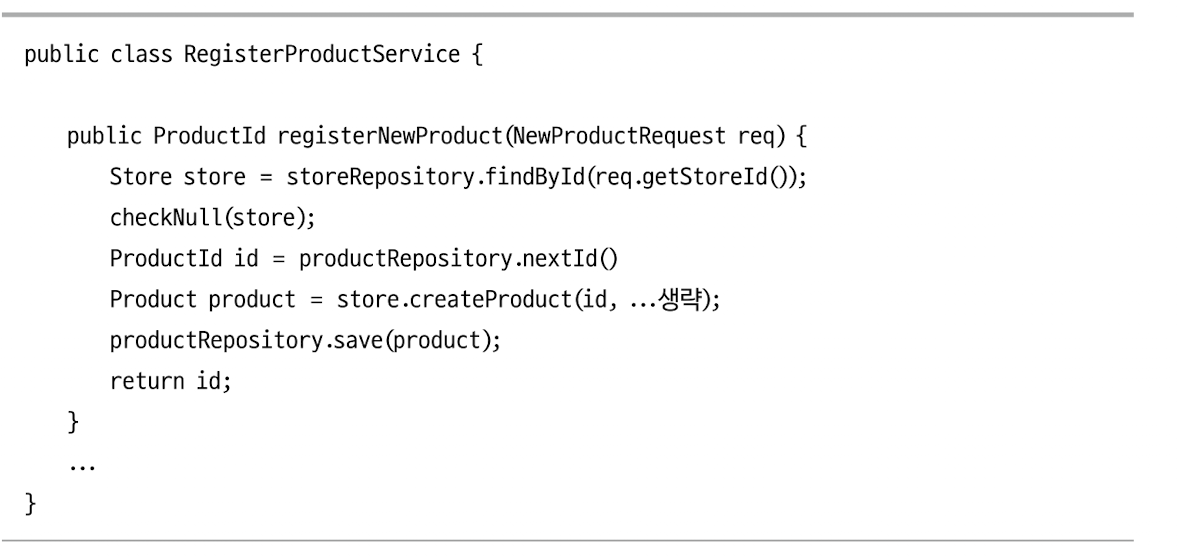 public class RegisterProductService {
public ProductId registerNewProduct(NewProductRequest req) {
Store store = storeRepository.findById(req.getStoreId());
checkNull(store);
ProductId id = productRepository.nextId()
Product product = store.createProduct(id, ...생략);
productRepository.save(product);
return id;
}
...
}